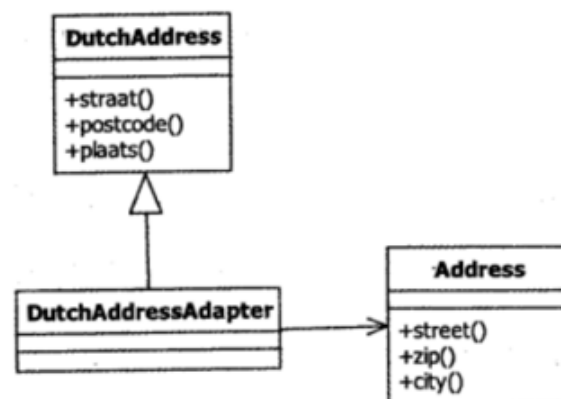 DutchAddress
+straat()
+postcode()
+plaats()
DutchAddressAdapter
Address
+street()
+zip()
+city()